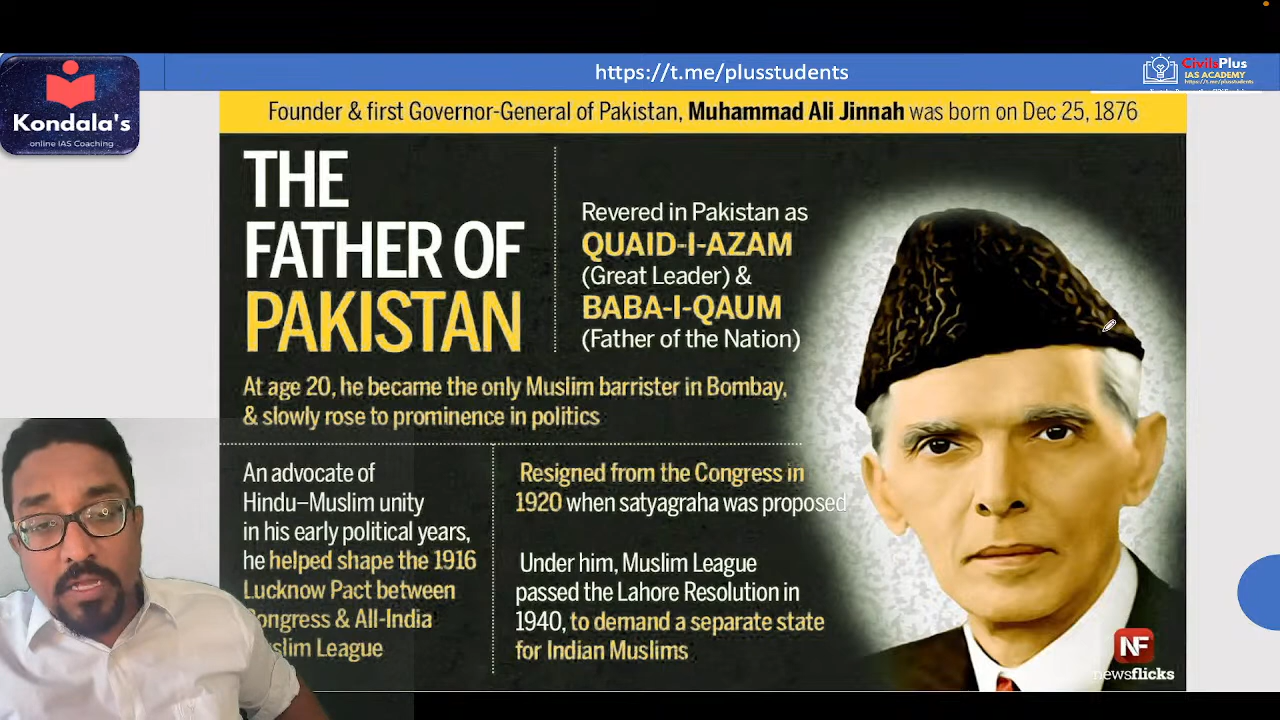 https://t.me/plusstudents
Kondala's
online IAS Coaching
CivilsPlus
IAS ACADEMY
https://t.me/plusstudents
Founder & first Governor-General of Pakistan, Muhammad Ali Jinnah was born on Dec 25, 1876
THE
FATHER OF
PAKISTAN
Revered in Pakistan as
QUAID-I-AZAM
(Great Leader) &
BABA-I-QAUM
(Father of the Nation)
At age 20, he became the only Muslim barrister in Bombay,
& slowly rose to prominence in politics
An advocate of
Hindu–Muslim unity
in his early political years,
he helped shape the 1916
Lucknow Pact between
ongress & All-India
slim League
Resigned from the Congress in
1920 when satyagraha was proposed
Under him, Muslim League
passed the Lahore Resolution in
1940, to demand a separate state
for Indian Muslims
NF
newsflicks